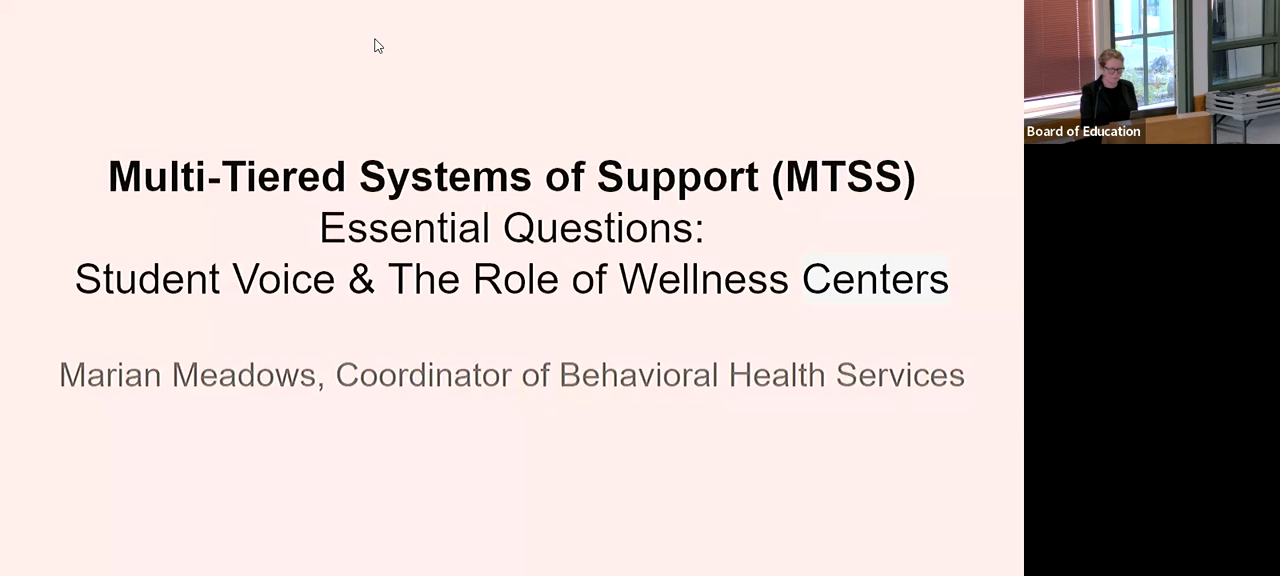 Multi-Tiered Systems of Support (MTSS)
Essential Questions:
Student Voice & The Role of Wellness Centers
Marian Meadows, Coordinator of Behavioral Health Services
Board of Education